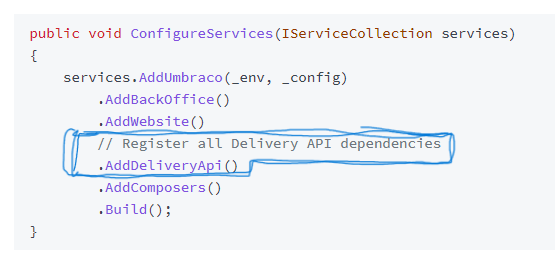 public void ConfigureServices(IServiceCollection services)
{
services.AddUmbraco(_env, _config)
.AddBackOffice()
.AddWebsite()
// Register all Delivery API dependencies
.AddDeliveryApi()
.AddComposers()
.Build();
}